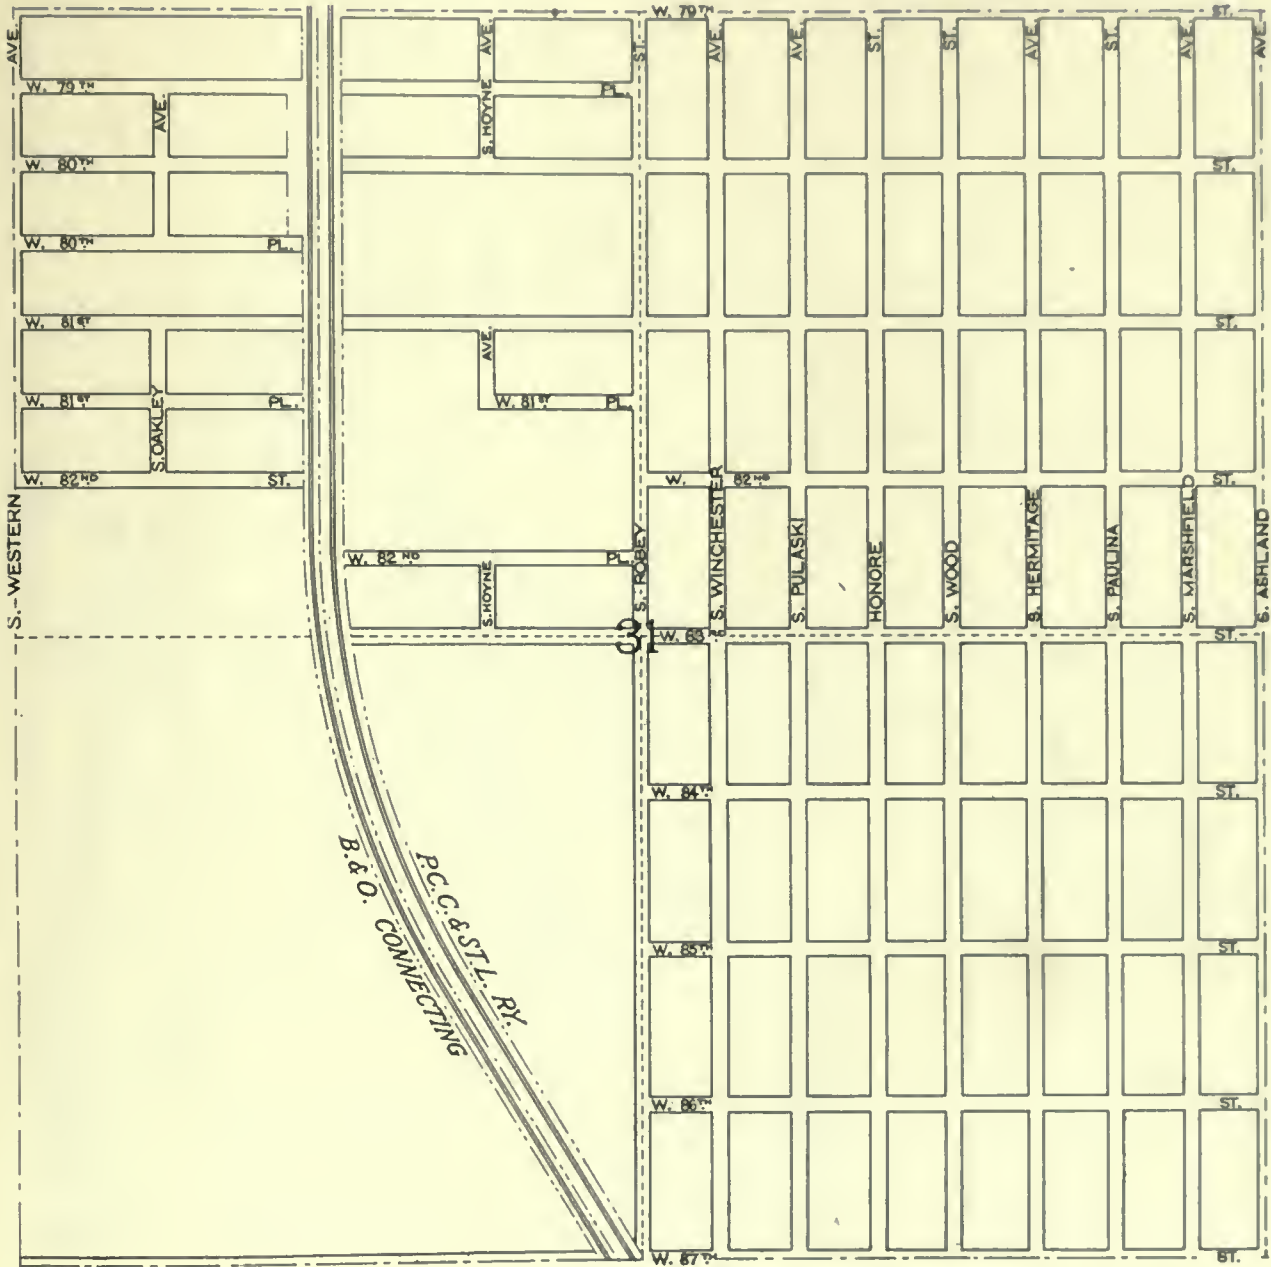 W. 79TH ST.
AVE.
AVE.
ST.
AVE.
AVE.
ST.
ST.
AVE.
ST.
AVE.
AVE.
W. 79TH PL.
AVE.
S. HOYNE
W. 80TH ST.
W. 80TH PL.
W. 81ST ST.
AVE.
W. 81ST PL.
W. 81ST PL.
S. OAKLEY
W. 82ND ST.
W. 82ND ST.
S. WESTERN
S. ROBEY
S. WINCHESTER
S. PULASKI
HONORE
S. WOOD
S. HERMITAGE
S. PAULINA
S. MARSHFIELD
S. ASHLAND
W. 82ND PL.
S. HOYNE
31
W. 83 ST.
W. 84TH ST.
B. & O. CONNECTING
P. C. C. & ST. L. RY.
W. 85TH ST.
W. 86TH ST.
W. 87TH ST.